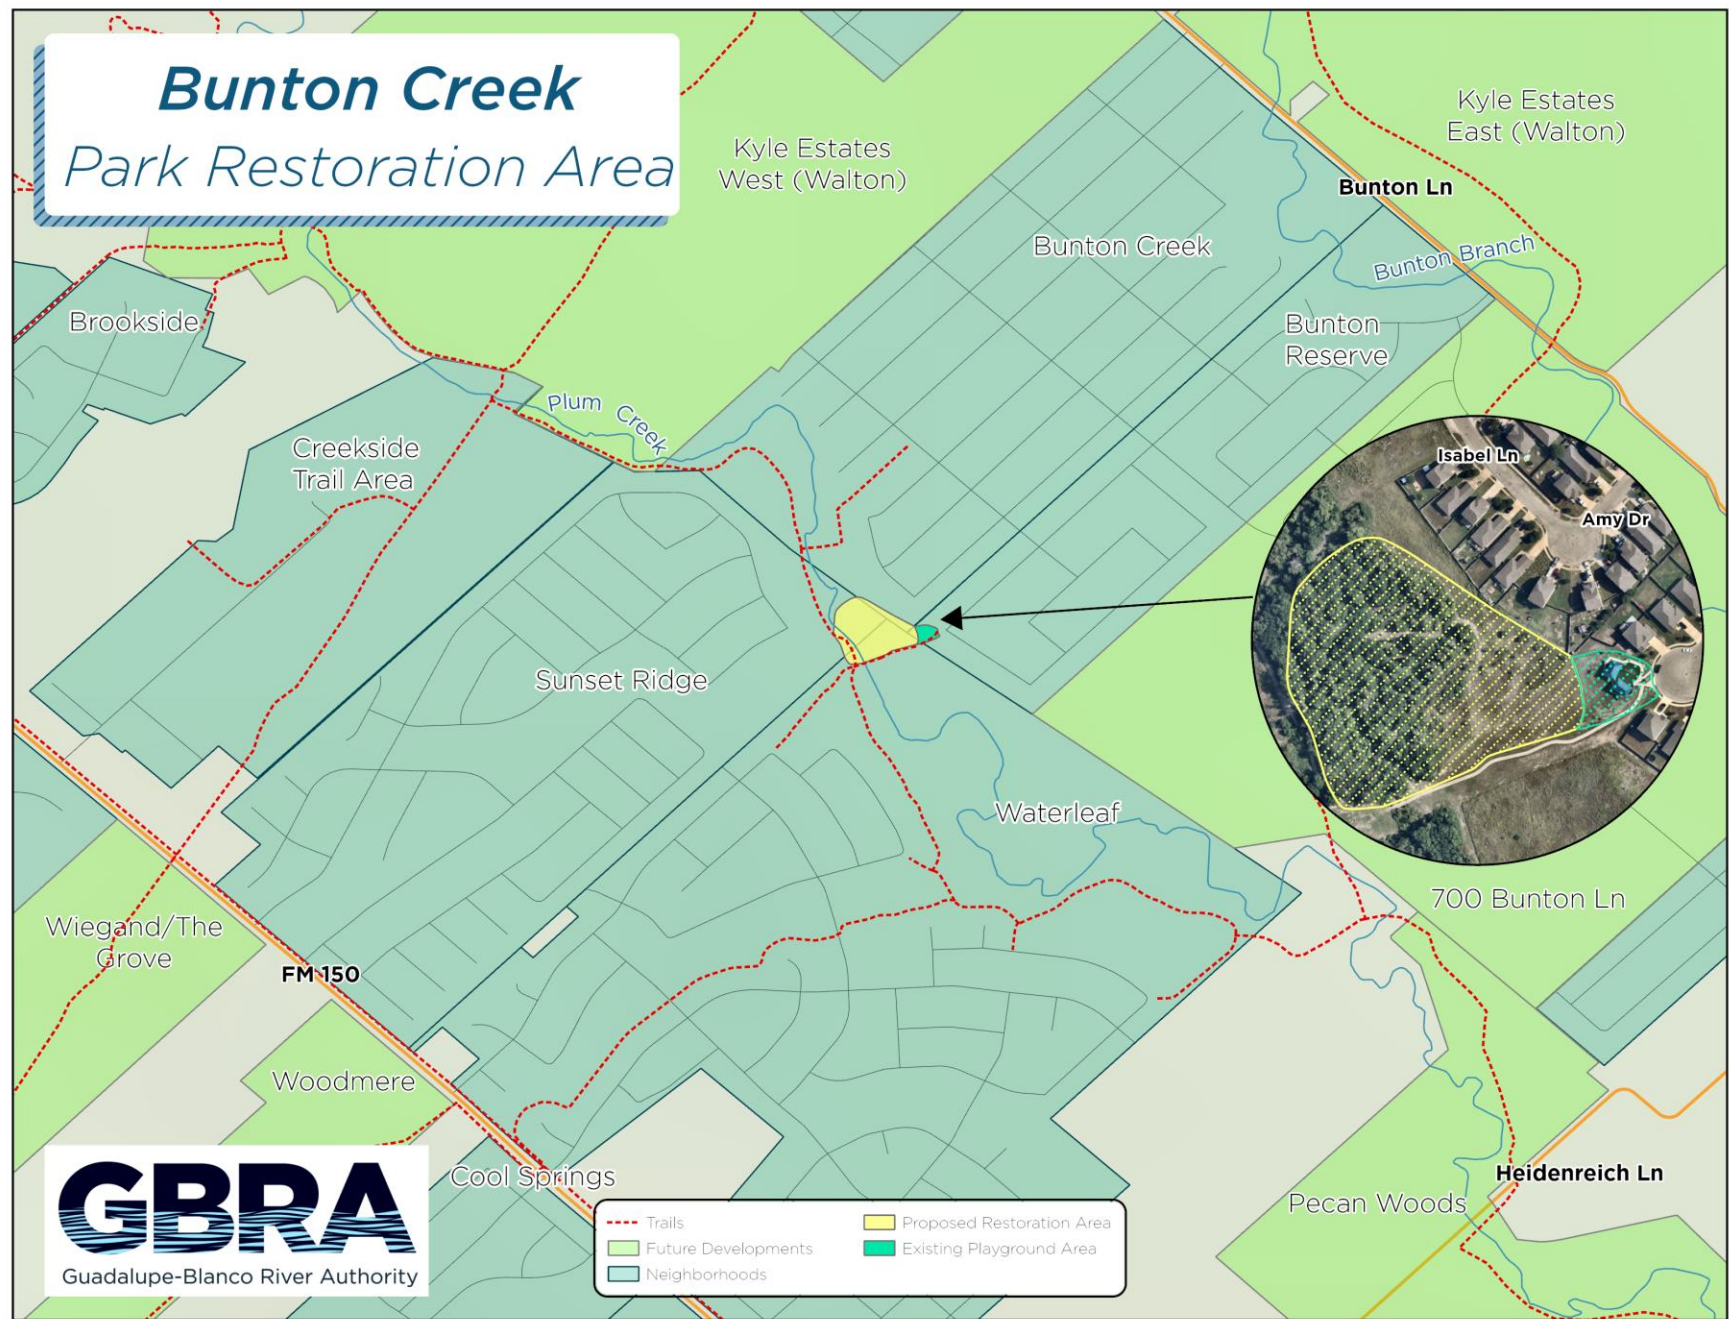 Bunton Creek
Park Restoration Area
Kyle Estates
West (Walton)
Kyle Estates
East (Walton)
Bunton Ln
Bunton Creek
Bunton Branch
Bunton
Reserve
Brookside
Plum Creek
Creekside
Trail Area
Isabel Ln
Amy Dr
Sunset Ridge
Waterleaf
700 Bunton Ln
Wiegand/The
Grove
FM 150
Woodmere
Cool Springs
Heidenreich Ln
Pecan Woods
GBRA
Guadalupe-Blanco River Authority
Trails
Future Developments
Neighborhoods
Proposed Restoration Area
Existing Playground Area